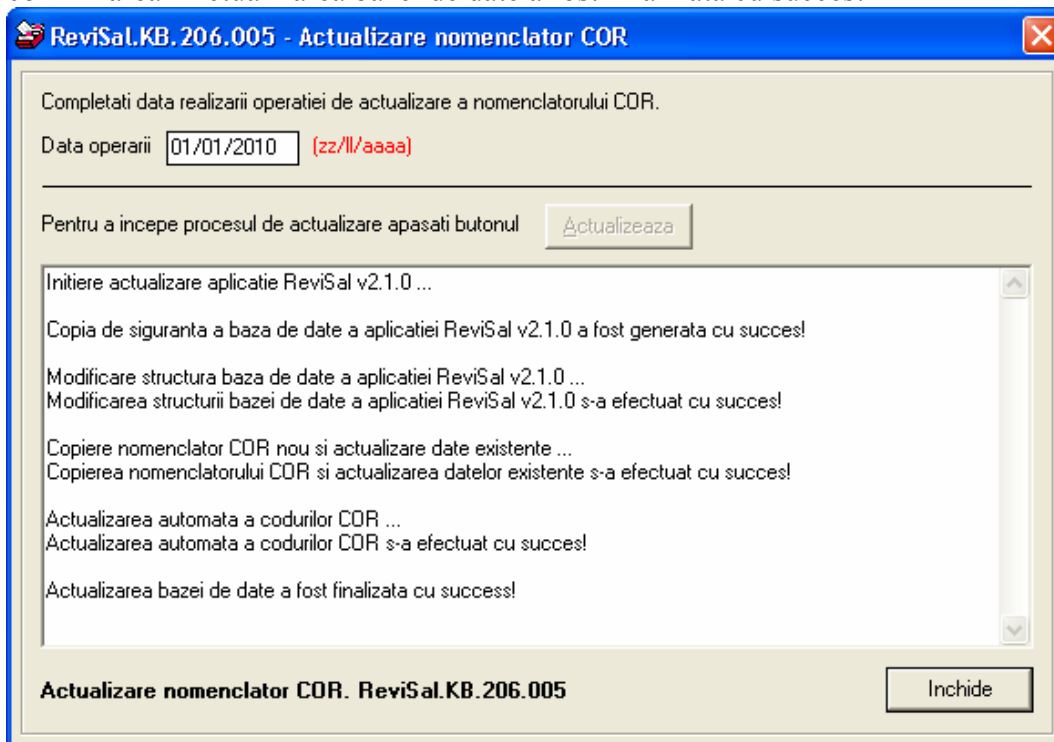 ReviSal.KB.206.005 - Actualizare nomenclator COR
Completati data realizarii operatiei de actualizare a nomenclatorului COR.
Data operarii 01/01/2010 (zz/ll/aaaa)
Pentru a incepe procesul de actualizare apasati butonul Actualizeaza
Initiere actualizare aplicatie ReviSal v2.1.0 ...
Copia de siguranta a baza de date a aplicatiei ReviSal v2.1.0 a fost generata cu succes!
Modificare structura baza de date a aplicatiei ReviSal v2.1.0 ...
Modificarea structurii bazei de date a aplicatiei ReviSal v2.1.0 s-a efectuat cu succes!
Copiere nomenclator COR nou si actualizare date existente ...
Copierea nomenclatorului COR si actualizarea datelor existente s-a efectuat cu succes!
Actualizarea automata a codurilor COR ...
Actualizarea automata a codurilor COR s-a efectuat cu succes!
Actualizarea bazei de date a fost finalizata cu success!
Actualizare nomenclator COR. ReviSal.KB.206.005 Inchide